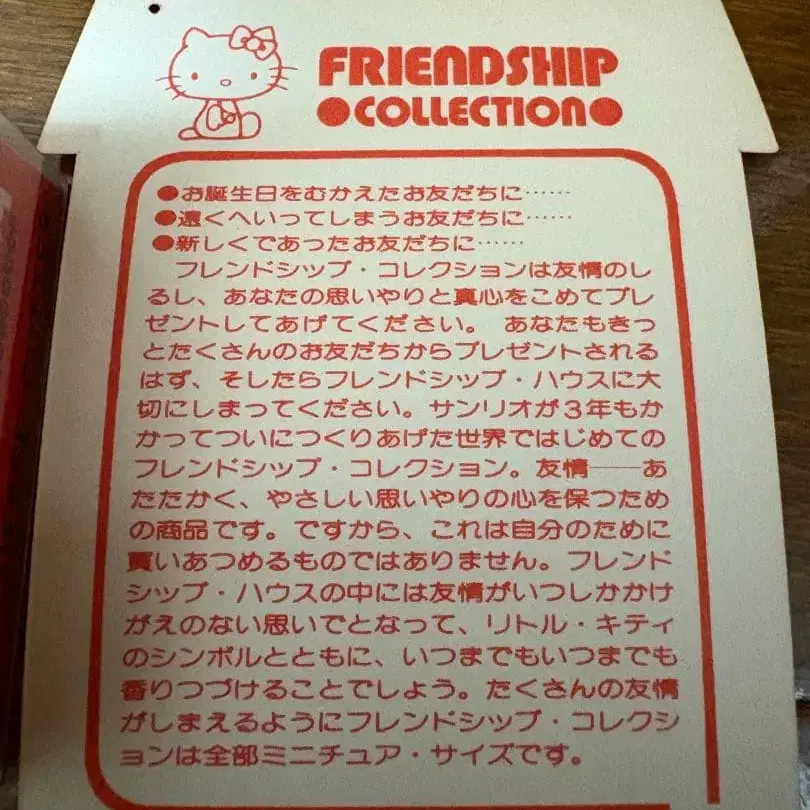 FRIENDSHIP
●COLLECTION●
●お誕生日をむかえたお友だちに……
●遠くへいってしまうお友だちに……
●新しくであったお友だちに……
フレンドシップ・コレクションは友情のし
るし、あなたの思いやりと真心をこめてプレ
ゼントしてあげてください。 あなたもきっ
とたくさんのお友だちからプレゼントされる
はず、そしたらフレンドシップ・ハウスに大
切にしまってください。サンリオが3年もか
かってついにつくりあげた世界ではじめての
フレンドシップ・コレクション。友情──あ
たたかく、やさしい思いやりの心を保つため
の商品です。ですから、これは自分のために
買いあつめるものではありません。フレンド
シップ・ハウスの中には友情がいつしかかけ
がえのない思いでとなって、リトル・キティ
のシンボルとともに、いつまでもいつまでも
香りつづけることでしょう。たくさんの友情
がしまえるようにフレンドシップ・コレクシ
ョンは全部ミニチュア・サイズです。